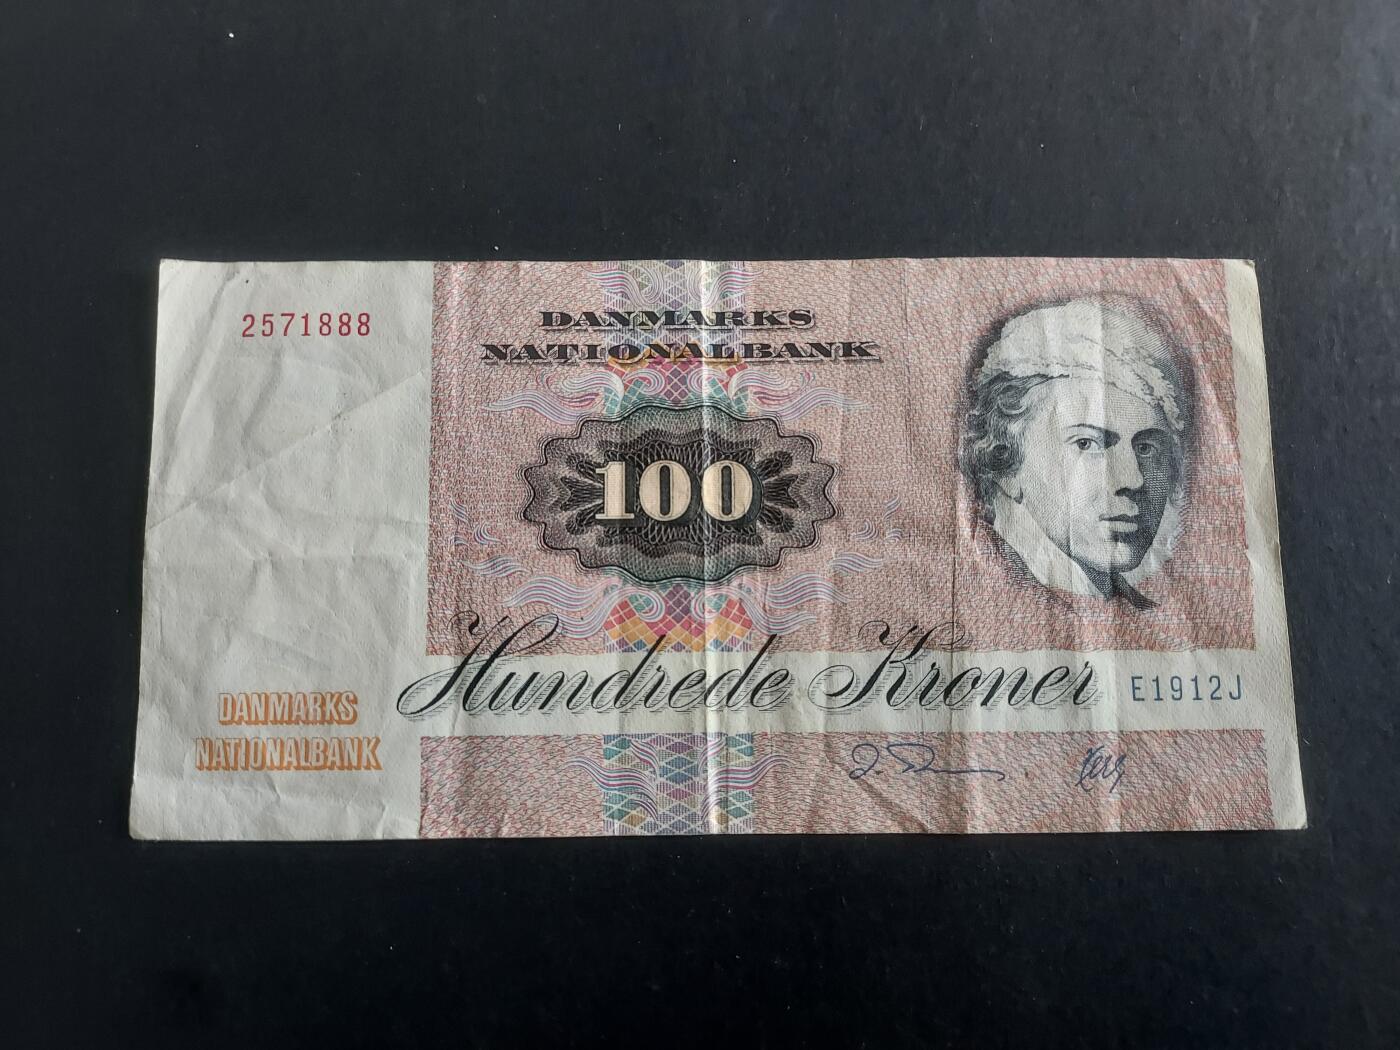 2571888
DANMARKS
NATIONALBANK
100
Hundrede Kroner
E1912J
DANMARKS
NATIONALBANK